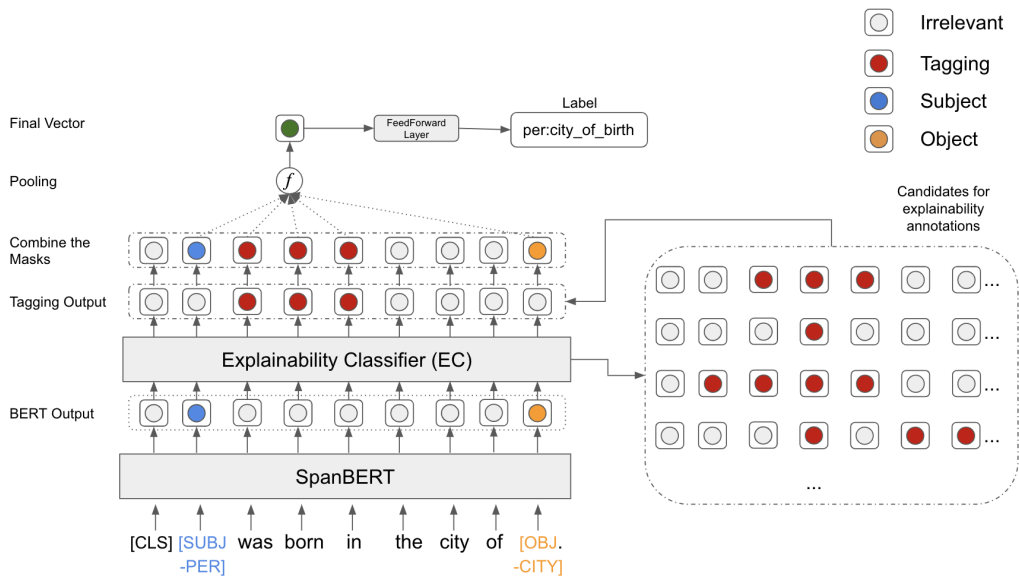 Irrelevant
Tagging
Subject
Object
Final Vector
FeedForward
Layer
Label
per:city_of_birth
Pooling
f
Candidates for
explainability
annotations
Combine the
Masks
Tagging Output
...
...
...
...
...
Explainability Classifier (EC)
BERT Output
SpanBERT
[CLS] [SUBJ was born in the city of [OBJ.
-PER] -CITY]